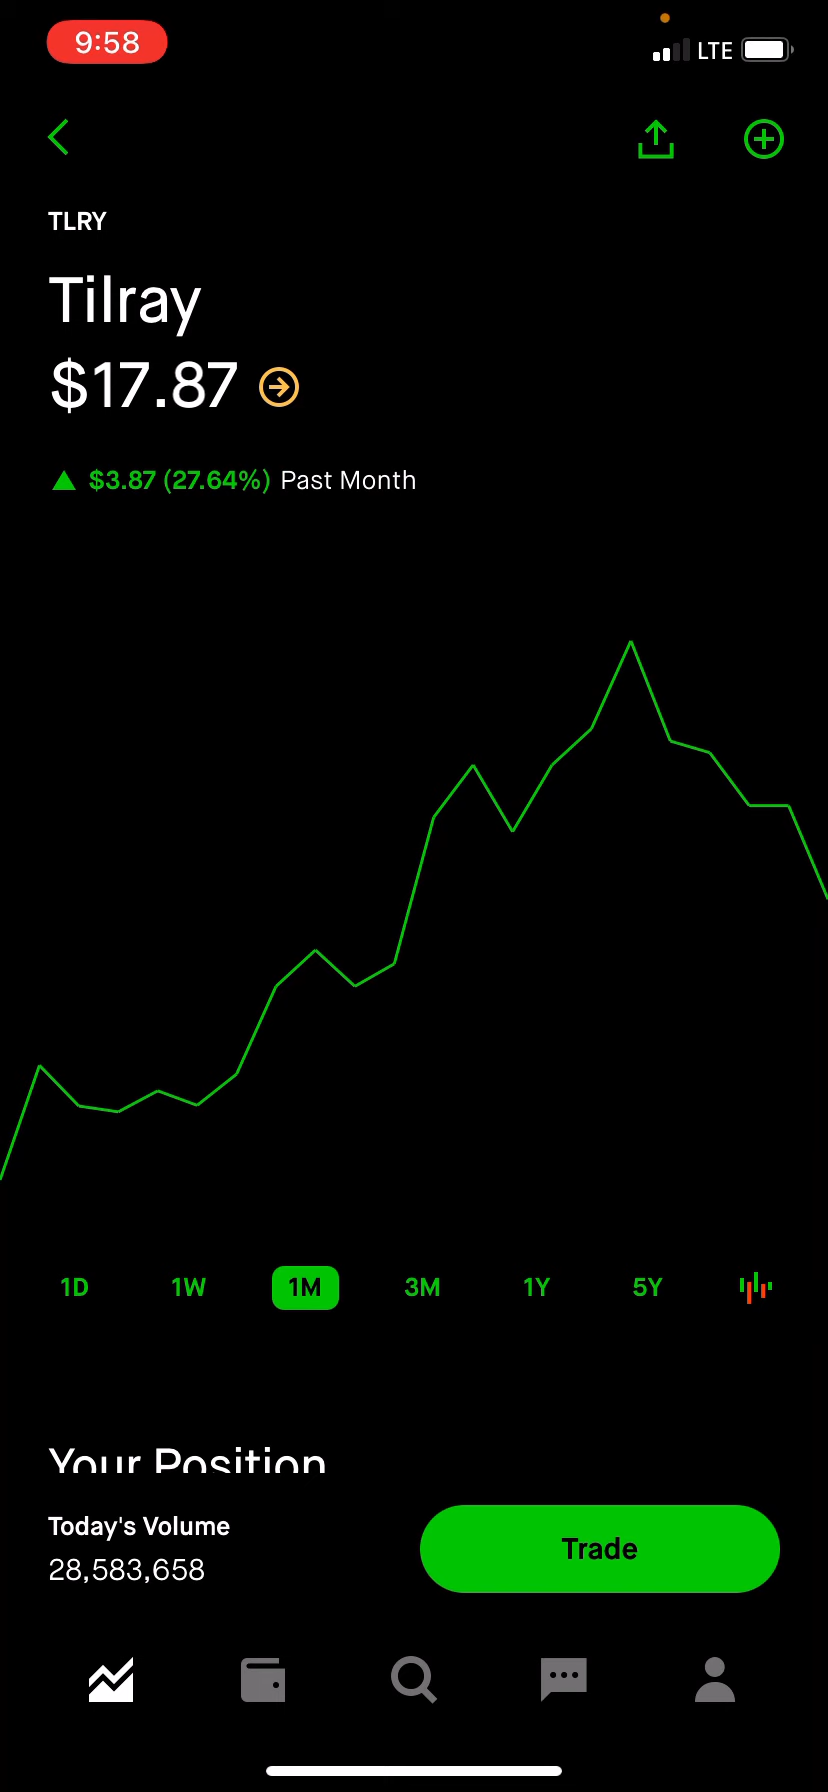 9:58
LTE
TLRY
Tilray
$17.87
$3.87 (27.64%) Past Month
1D 1W 1M 3M 1Y 5Y
Your Position
Today's Volume
28,583,658
Trade